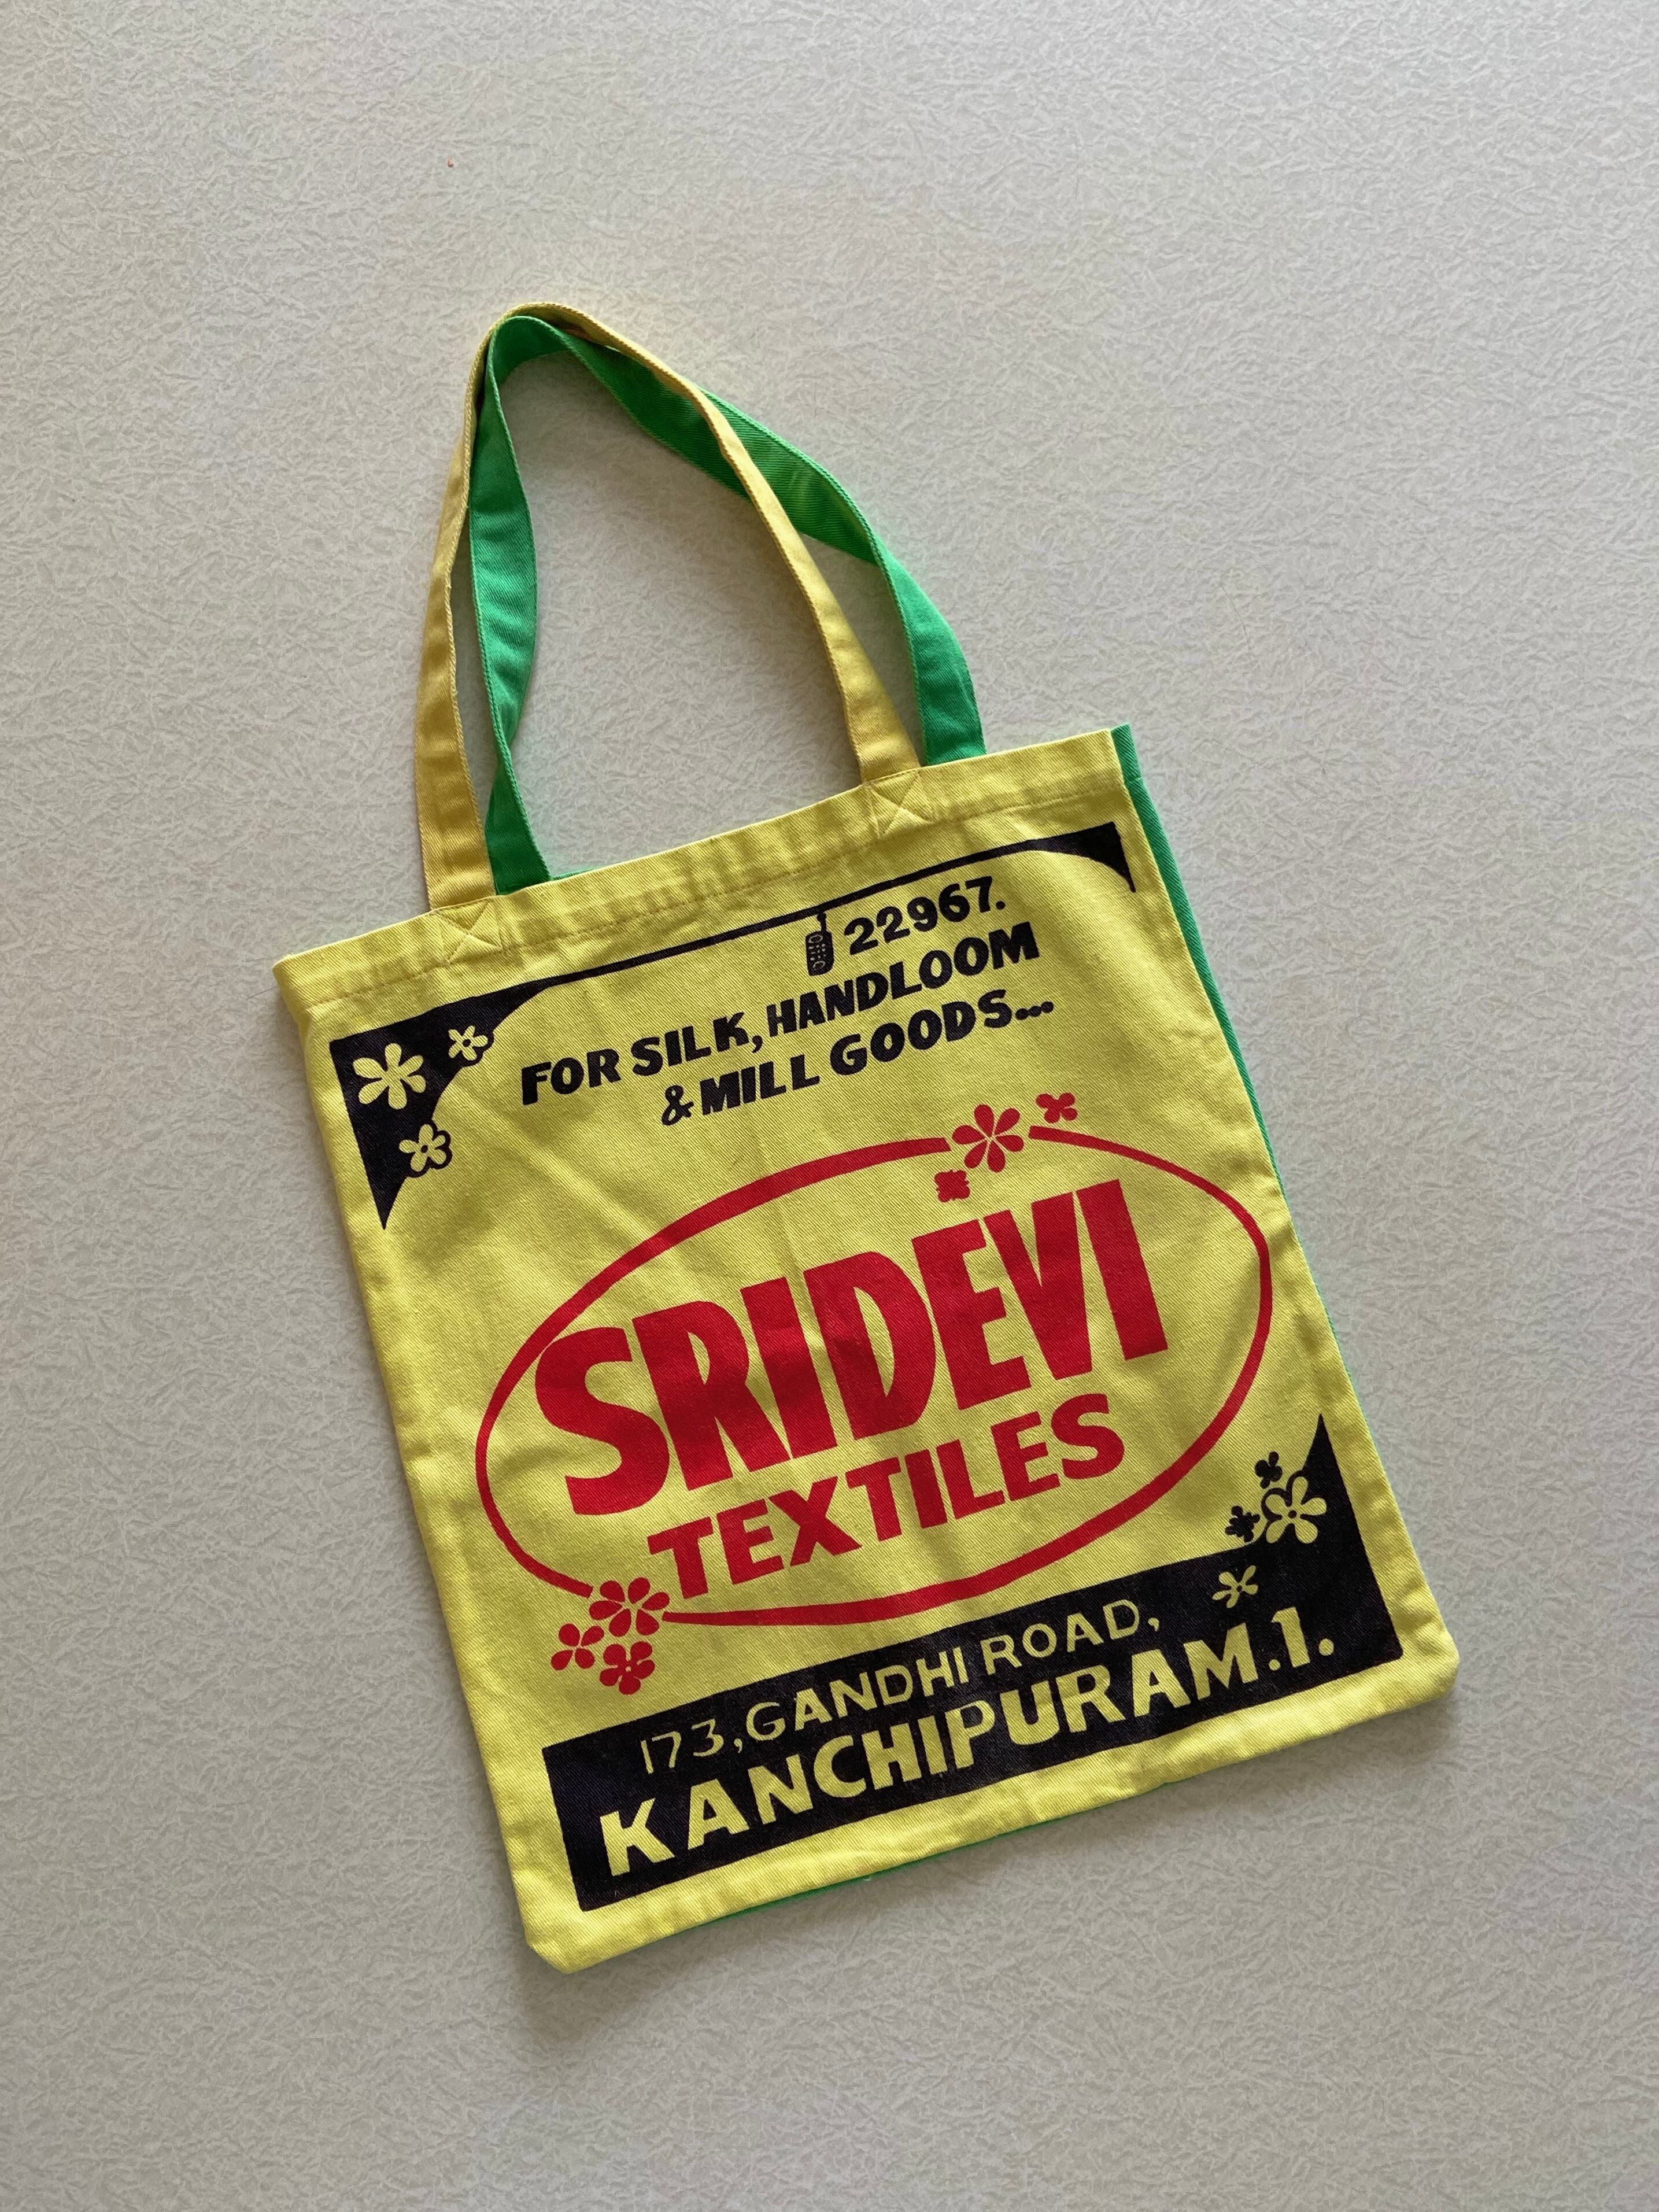 22967.
FOR SILK, HANDLOOM
& MILL GOODS...
SRIDEVI
TEXTILES
173, GANDHI ROAD,
KANCHIPURAM.1.